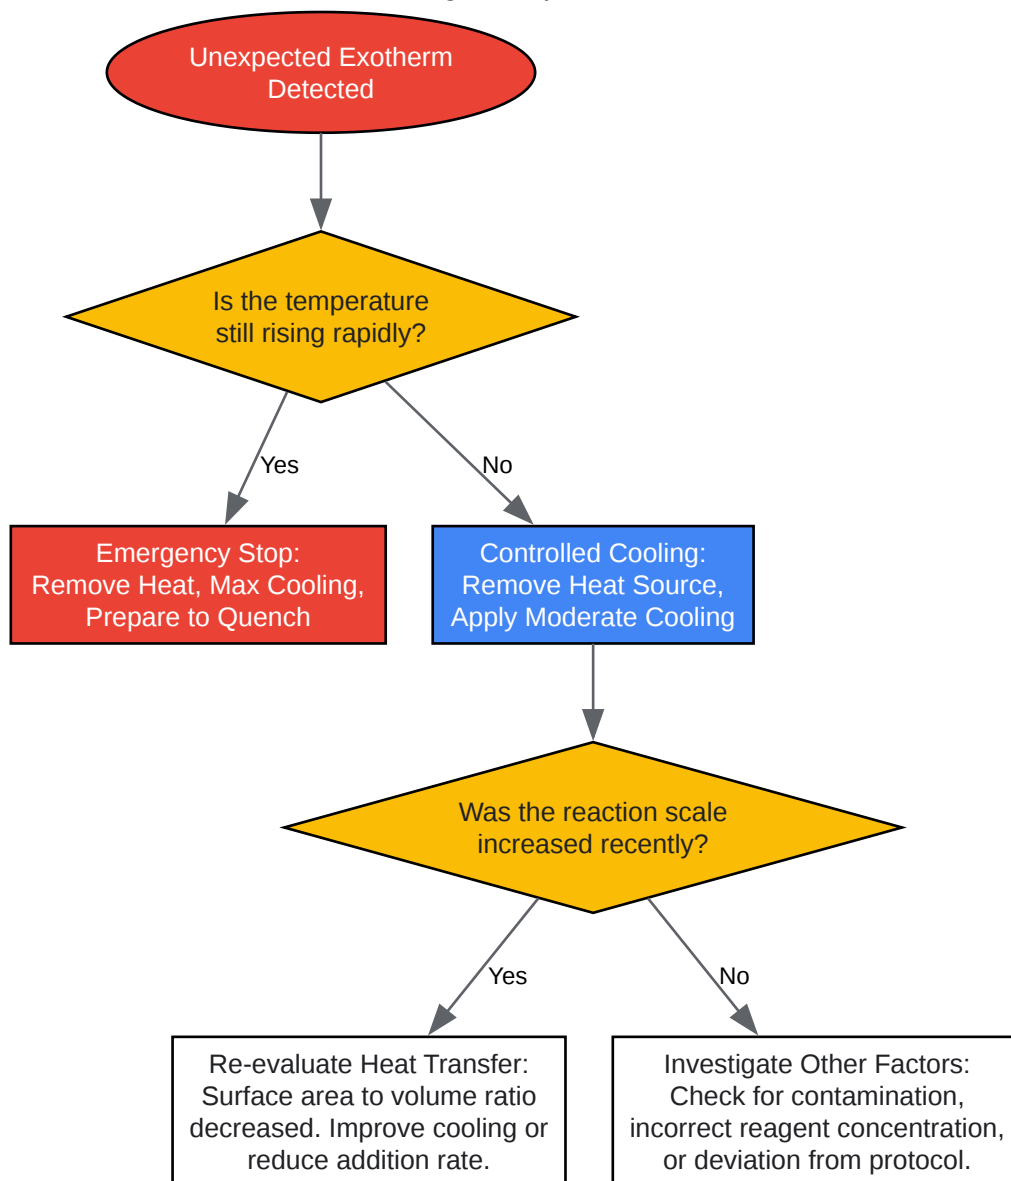 Unexpected Exotherm
Detected
Is the temperature
still rising rapidly?
Yes
No
Emergency Stop:
Remove Heat, Max Cooling,
Prepare to Quench
Controlled Cooling:
Remove Heat Source,
Apply Moderate Cooling
Was the reaction scale
increased recently?
Yes
No
Re-evaluate Heat Transfer:
Surface area to volume ratio
decreased. Improve cooling or
reduce addition rate.
Investigate Other Factors:
Check for contamination,
incorrect reagent concentration,
or deviation from protocol.